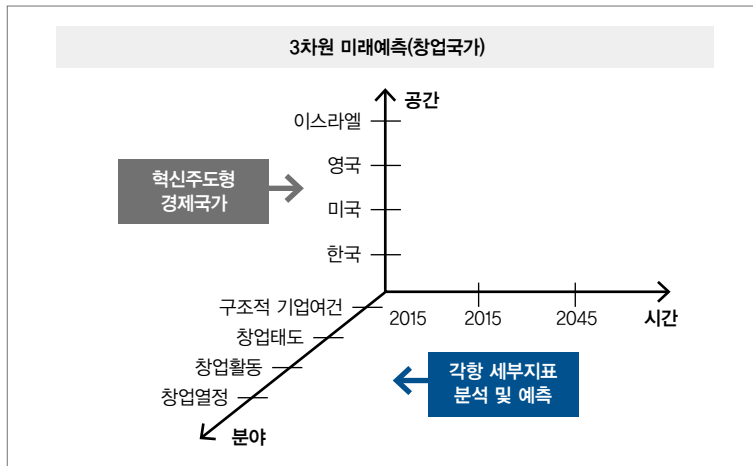 3차원 미래예측(창업국가)
공간
이스라엘
영국
혁신주도형
경제국가
미국
한국
구조적 기업여건
2015
2015
2045
시간
창업태도
창업활동
각항 세부지표
분석 및 예측
창업열정
분야